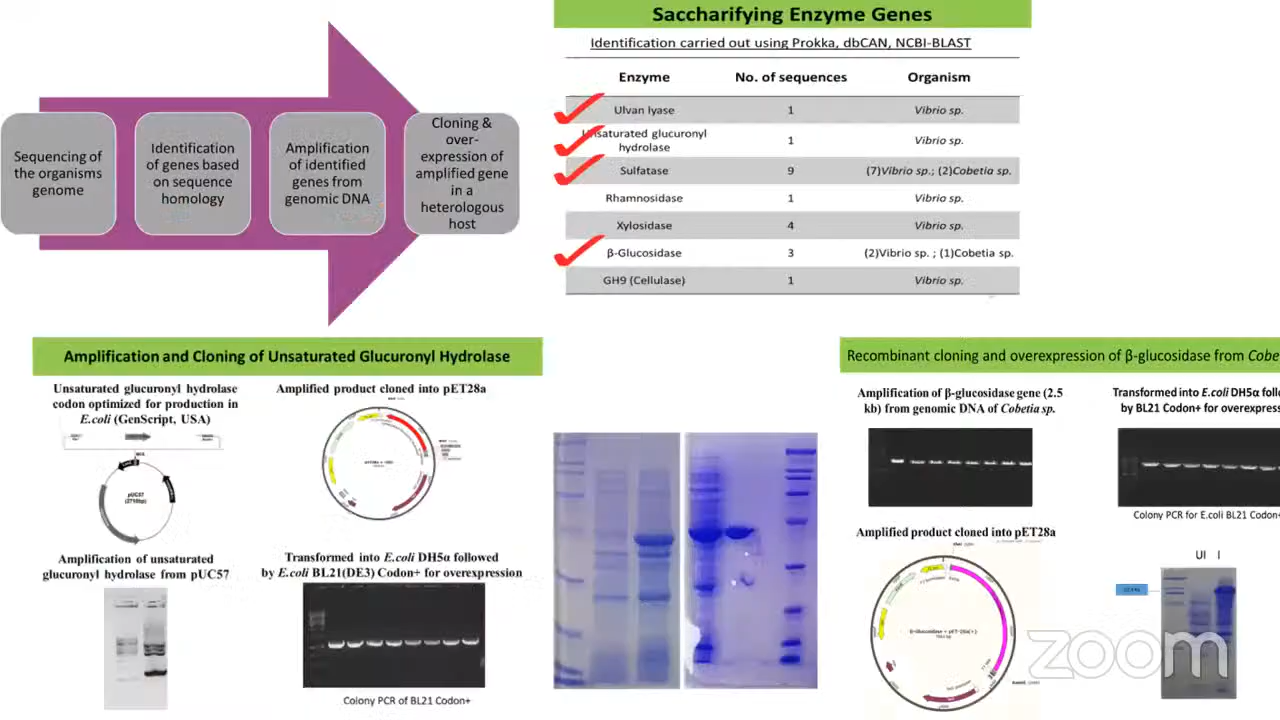 Sequencing of
the organisms
genome
Identification
of genes based
on sequence
homology
Amplification
of identified
genes from
genomic DNA
Cloning &
over-
expression of
amplified gene
in a
heterologous
host
Saccharifying Enzyme Genes
Identification carried out using Prokka, dbCAN, NCBI-BLAST
Enzyme No. of sequences Organism
Ulvan lyase 1 Vibrio sp.
Unsaturated glucuronyl
hydrolase 1 Vibrio sp.
Sulfatase 9 (7)Vibrio sp.; (2)Cobetia sp.
Rhamnosidase 1 Vibrio sp.
Xylosidase 4 Vibrio sp.
β-Glucosidase 3 (2)Vibrio sp. ; (1)Cobetia sp.
GH9 (Cellulase) 1 Vibrio sp.
Amplification and Cloning of Unsaturated Glucuronyl Hydrolase
Unsaturated glucuronyl hydrolase
codon optimized for production in
E.coli (GenScript, USA)
pUC57
(2710bp)
Amplification of unsaturated
glucuronyl hydrolase from pUC57
Amplified product cloned into pET28a
Transformed into E.coli DH5α followed
by E.coli BL21(DE3) Codon+ for overexpression
Colony PCR of BL21 Codon+
Recombinant cloning and overexpression of β-glucosidase from Cobe
Amplification of β-glucosidase gene (2.5
kb) from genomic DNA of Cobetia sp.
Amplified product cloned into pET28a
β-Glucosidase + pET-28a(+)
Transformed into E.coli DH5α follo
by BL21 Codon+ for overexpress
Colony PCR for E.coli BL21 Codon+
UI I
zoom